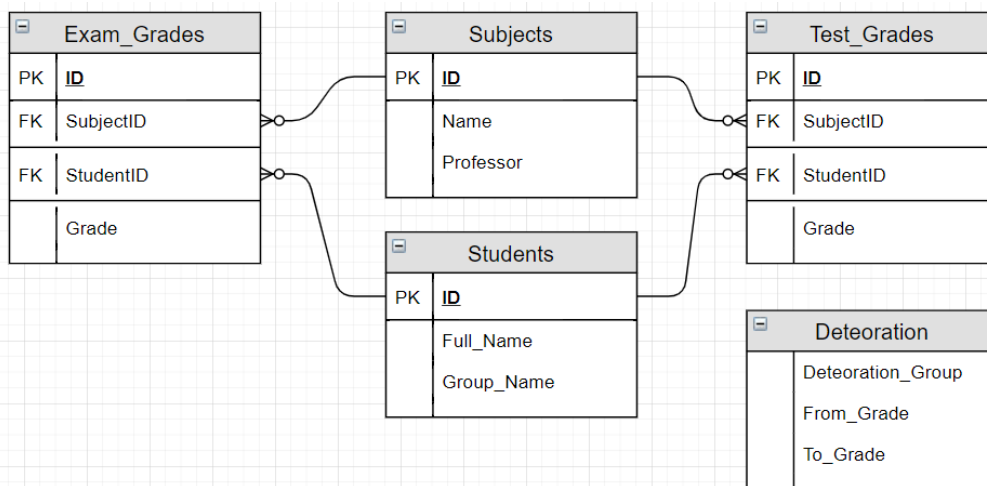 Exam_Grades
PK ID
FK SubjectID
FK StudentID
Grade
Subjects
PK ID
Name
Professor
Students
PK ID
Full_Name
Group_Name
Test_Grades
PK ID
FK SubjectID
FK StudentID
Grade
Deteoration
Deteoration_Group
From_Grade
To_Grade